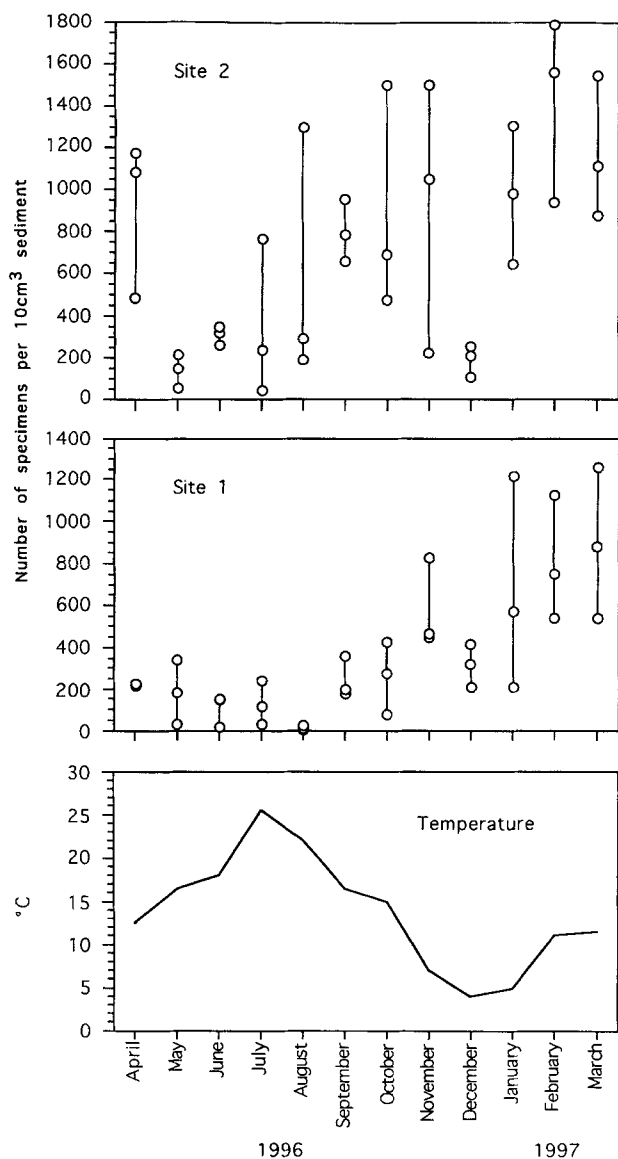 Number of specimens per 10cm³ sediment
1800
1600
1400
1200
1000
800
600
400
200
0
Site 2
1400
1200
1000
800
600
400
200
0
Site 1
30
25
20
15
10
5
0
°C
Temperature
April
May
June
July
August
September
October
November
December
January
February
March
1996
1997